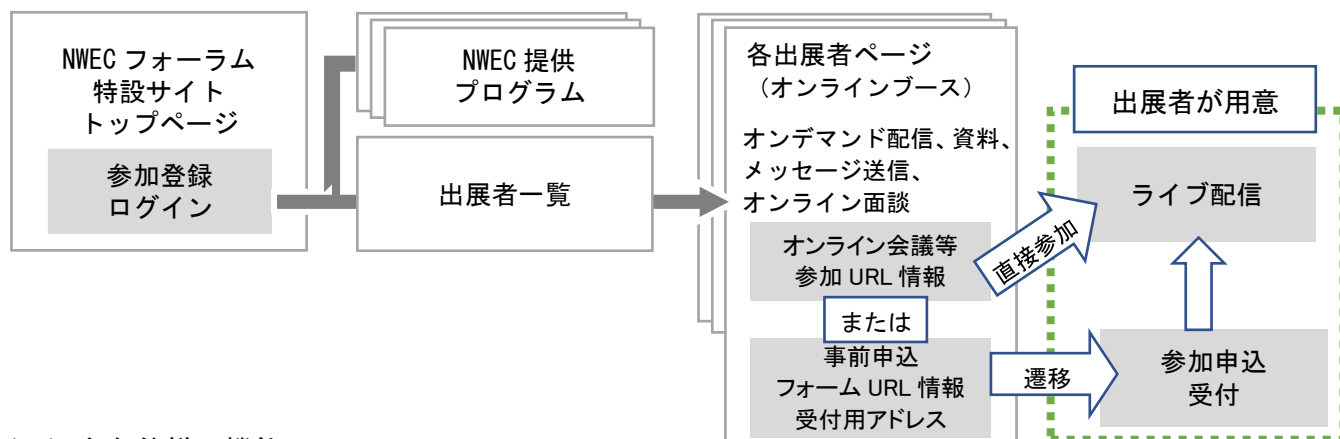 NWEC フォーラム
特設サイト
トップページ
参加登録
ログイン
NWEC 提供
プログラム
出展者一覧
各出展者ページ
（オンラインブース）
オンデマンド配信、資料、
メッセージ送信、
オンライン面談
オンライン会議等
参加 URL 情報
または
事前申込
フォーム URL 情報
受付用アドレス
直接参加
遷移
出展者が用意
ライブ配信
参加申込
受付